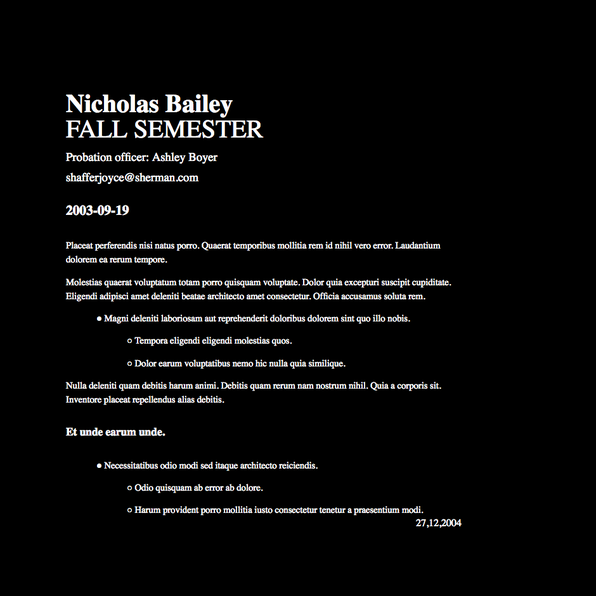 Nicholas Bailey
FALL SEMESTER
Probation officer: Ashley Boyer
shafferjoyce@sherman.com
2003-09-19
Placeat perferendis nisi natus porro. Quaerat temporibus mollitia rem id nihil vero error. Laudantium
dolorem ea rerum tempore.
Molestias quaerat voluptatum totam porro quisquam voluptate. Dolor quia excepturi suscipit cupiditate.
Eligendi adipisci amet deleniti beatae architecto amet consectetur. Officia accusamus soluta rem.
Magni deleniti laboriosam aut reprehenderit doloribus dolorem sint quo illo nobis.
Tempora eligendi eligendi molestias quos.
Dolor earum voluptatibus nemo hic nulla quia similique.
Nulla deleniti quam debitis harum animi. Debitis quam rerum nam nostrum nihil. Quia a corporis sit.
Inventore placeat repellendus alias debitis.
Et unde earum unde.
Necessitatibus odio modi sed itaque architecto reiciendis.
Odio quisquam ab error ab dolore.
Harum provident porro mollitia iusto consectetur tenetur a praesentium modi.
27,12,2004